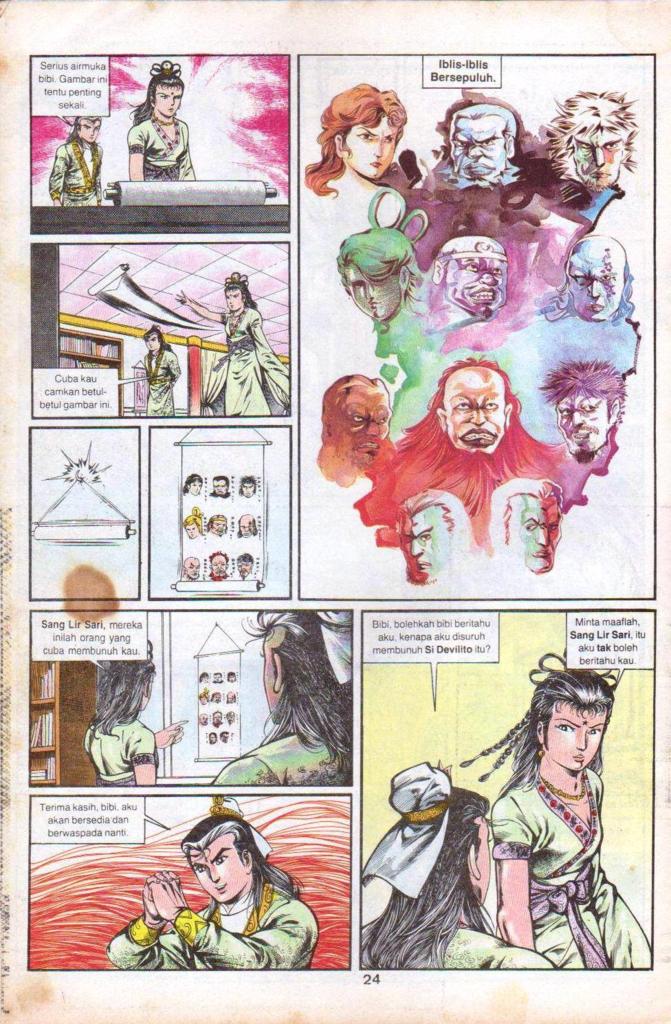 Serius airmuka
bibi. Gambar ini
tentu penting
sekali.
Iblis-Iblis
Bersepuluh.
Cuba kau
camkan betul-
betul gambar ini.
Sang Lir Sari, mereka
inilah orang yang
cuba membunuh kau.
Bibi, bolehkah bibi beritahu
aku, kenapa aku disuruh
membunuh Si Devilito itu?
Minta maaflah,
Sang Lir Sari, itu
aku tak boleh
beritahu kau.
Terima kasih, bibi, aku
akan bersedia dan
berwaspada nanti.
24